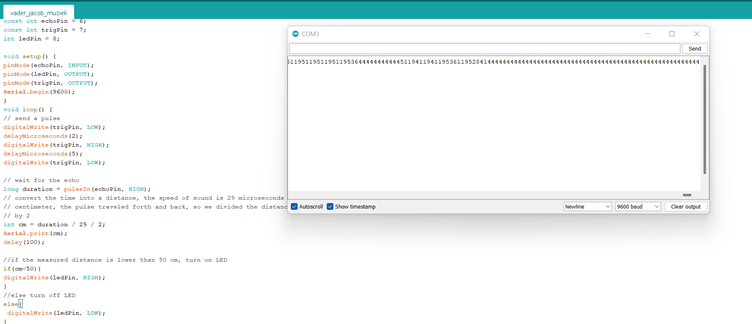 vader_jacob_muziek
const int echoPin = 6;
const int trigPin = 7;
int ledPin = 8;
void setup() {
pinMode(echoPin, INPUT);
pinMode(ledPin, OUTPUT);
pinMode(trigPin, OUTPUT);
Serial.begin(9600);
}
void loop() {
// send a pulse
digitalWrite(trigPin, LOW);
delayMicroseconds(2);
digitalWrite(trigPin, HIGH);
delayMicroseconds(5);
digitalWrite(trigPin, LOW);
// wait for the echo
long duration = pulseIn(echoPin, HIGH);
// convert the time into a distance, the speed of sound is 29 microseconds
// centimeter, the pulse traveled forth and back, so we divided the distanc
// by 2
int cm = duration / 29 / 2;
Serial.print(cm);
delay(100);
//if the measured distance is lower than 50 cm, turn on LED
if(cm<50){
digitalWrite(ledPin, HIGH);
}
//else turn off LED
else{
digitalWrite(ledPin, LOW);
}
COM3
Send
Autoscroll
Show timestamp
Newline
9600 baud
Clear output